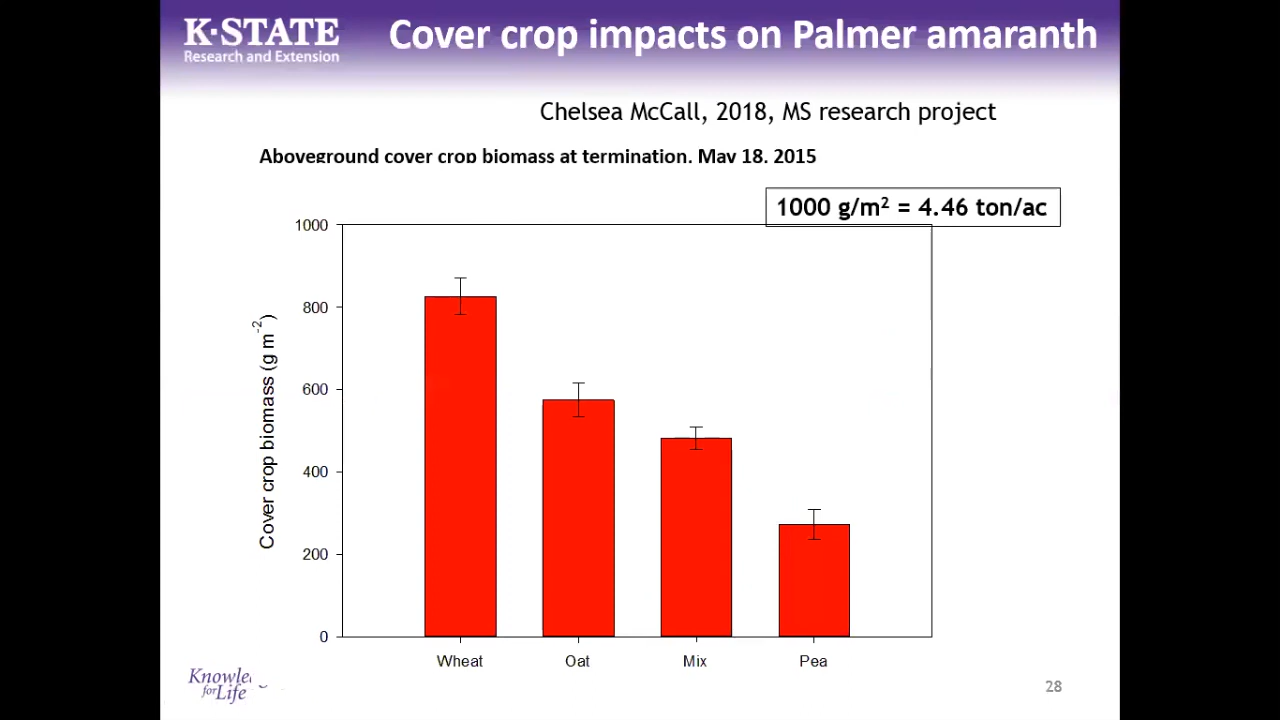 K-STATE
Research and Extension
Cover crop impacts on Palmer amaranth
Chelsea McCall, 2018, MS research project
Aboveground cover crop biomass at termination, May 18, 2015
1000 g/m² = 4.46 ton/ac
1000
800
600
400
200
0
Cover crop biomass (g m⁻²)
Wheat
Oat
Mix
Pea
for Life
28